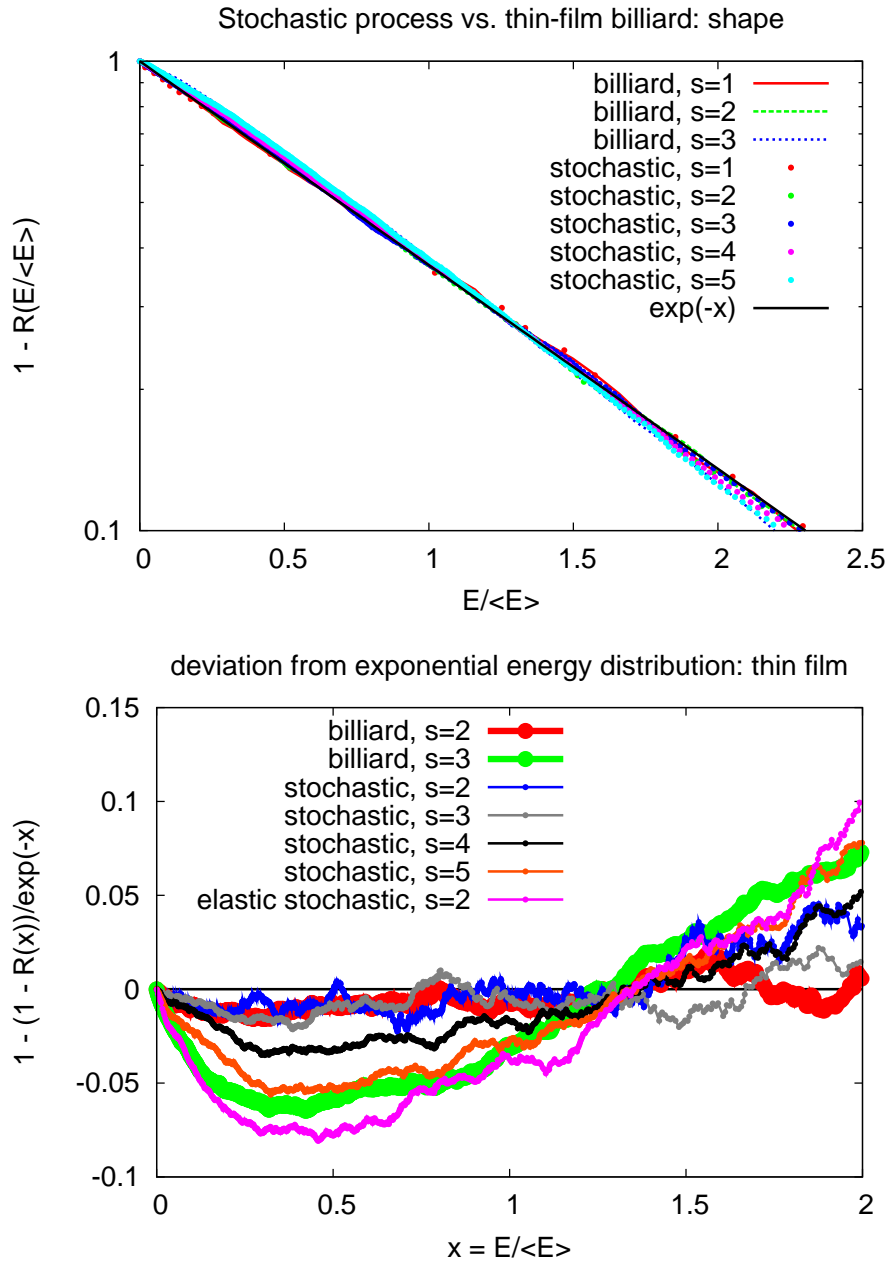 Stochastic process vs. thin-film billiard: shape
1
billiard, s=1
billiard, s=2
billiard, s=3
stochastic, s=1
stochastic, s=2
stochastic, s=3
stochastic, s=4
stochastic, s=5
exp(-x)
1 - R(E/<E>)
0.1
0 0.5 1 1.5 2 2.5
E/<E>
deviation from exponential energy distribution: thin film
0.15
billiard, s=2
billiard, s=3
0.1
stochastic, s=2
stochastic, s=3
stochastic, s=4
0.05
stochastic, s=5
elastic stochastic, s=2
1 - (1 - R(x))/exp(-x)
0
-0.05
-0.1
0 0.5 1 1.5 2
x = E/<E>